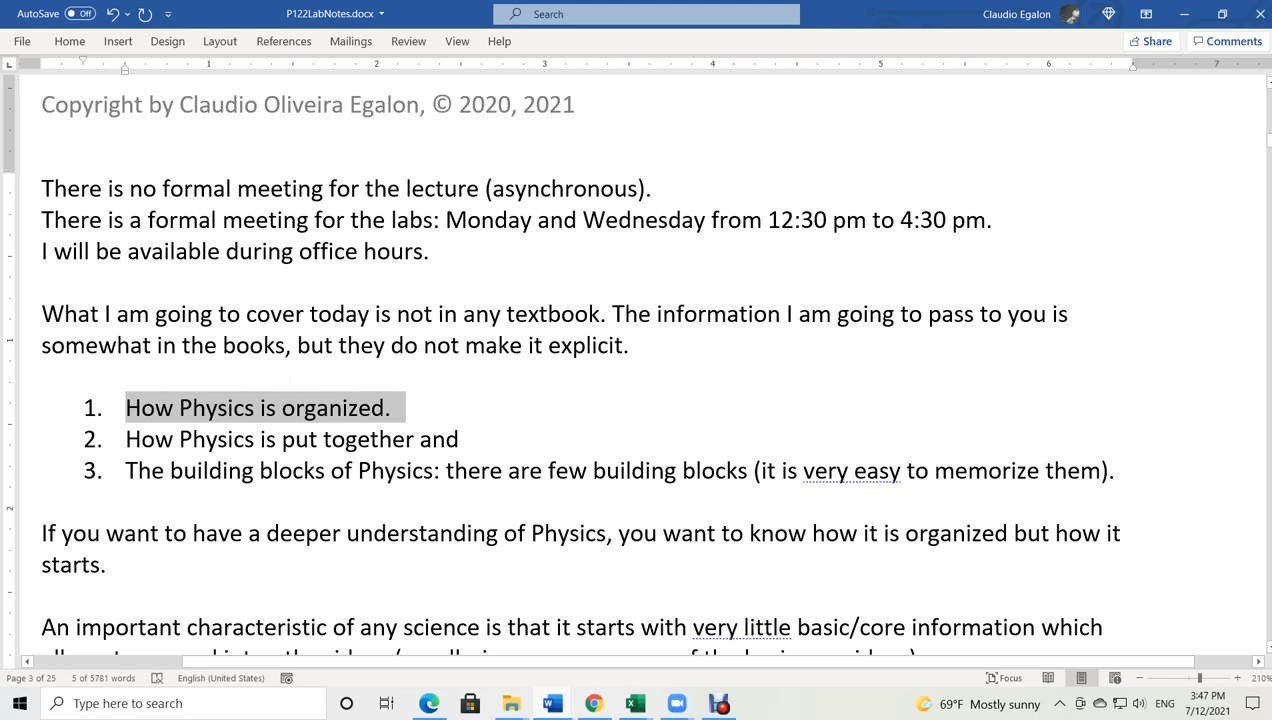 AutoSave Off P122LabNotes.docx Search Claudio Egalon
File Home Insert Design Layout References Mailings Review View Help Share Comments
1 2 3 4 5 6 7
Copyright by Claudio Oliveira Egalon, © 2020, 2021
There is no formal meeting for the lecture (asynchronous).
There is a formal meeting for the labs: Monday and Wednesday from 12:30 pm to 4:30 pm.
I will be available during office hours.
What I am going to cover today is not in any textbook. The information I am going to pass to you is
somewhat in the books, but they do not make it explicit.
1. How Physics is organized.
2. How Physics is put together and
3. The building blocks of Physics: there are few building blocks (it is very easy to memorize them).
If you want to have a deeper understanding of Physics, you want to know how it is organized but how it
starts.
An important characteristic of any science is that it starts with very little basic/core information which
Page 3 of 25 5 of 5781 words English (United States) Focus 210%
Type here to search 69°F Mostly sunny ENG 3:47 PM
7/12/2021